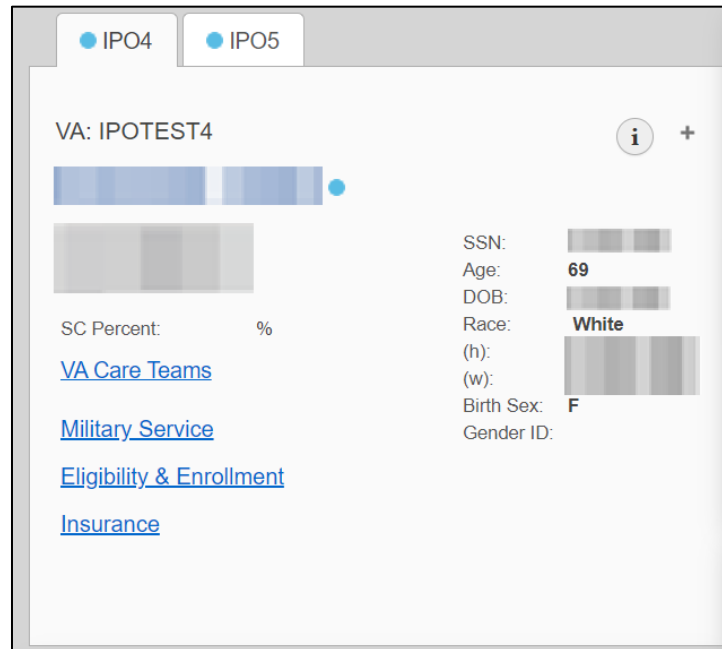 IPO4
IPO5
VA: IPOTEST4
i +
SSN:
Age: 69
DOB:
SC Percent: %
Race: White
(h):
VA Care Teams
(w):
Birth Sex: F
Military Service
Gender ID:
Eligibility & Enrollment
Insurance